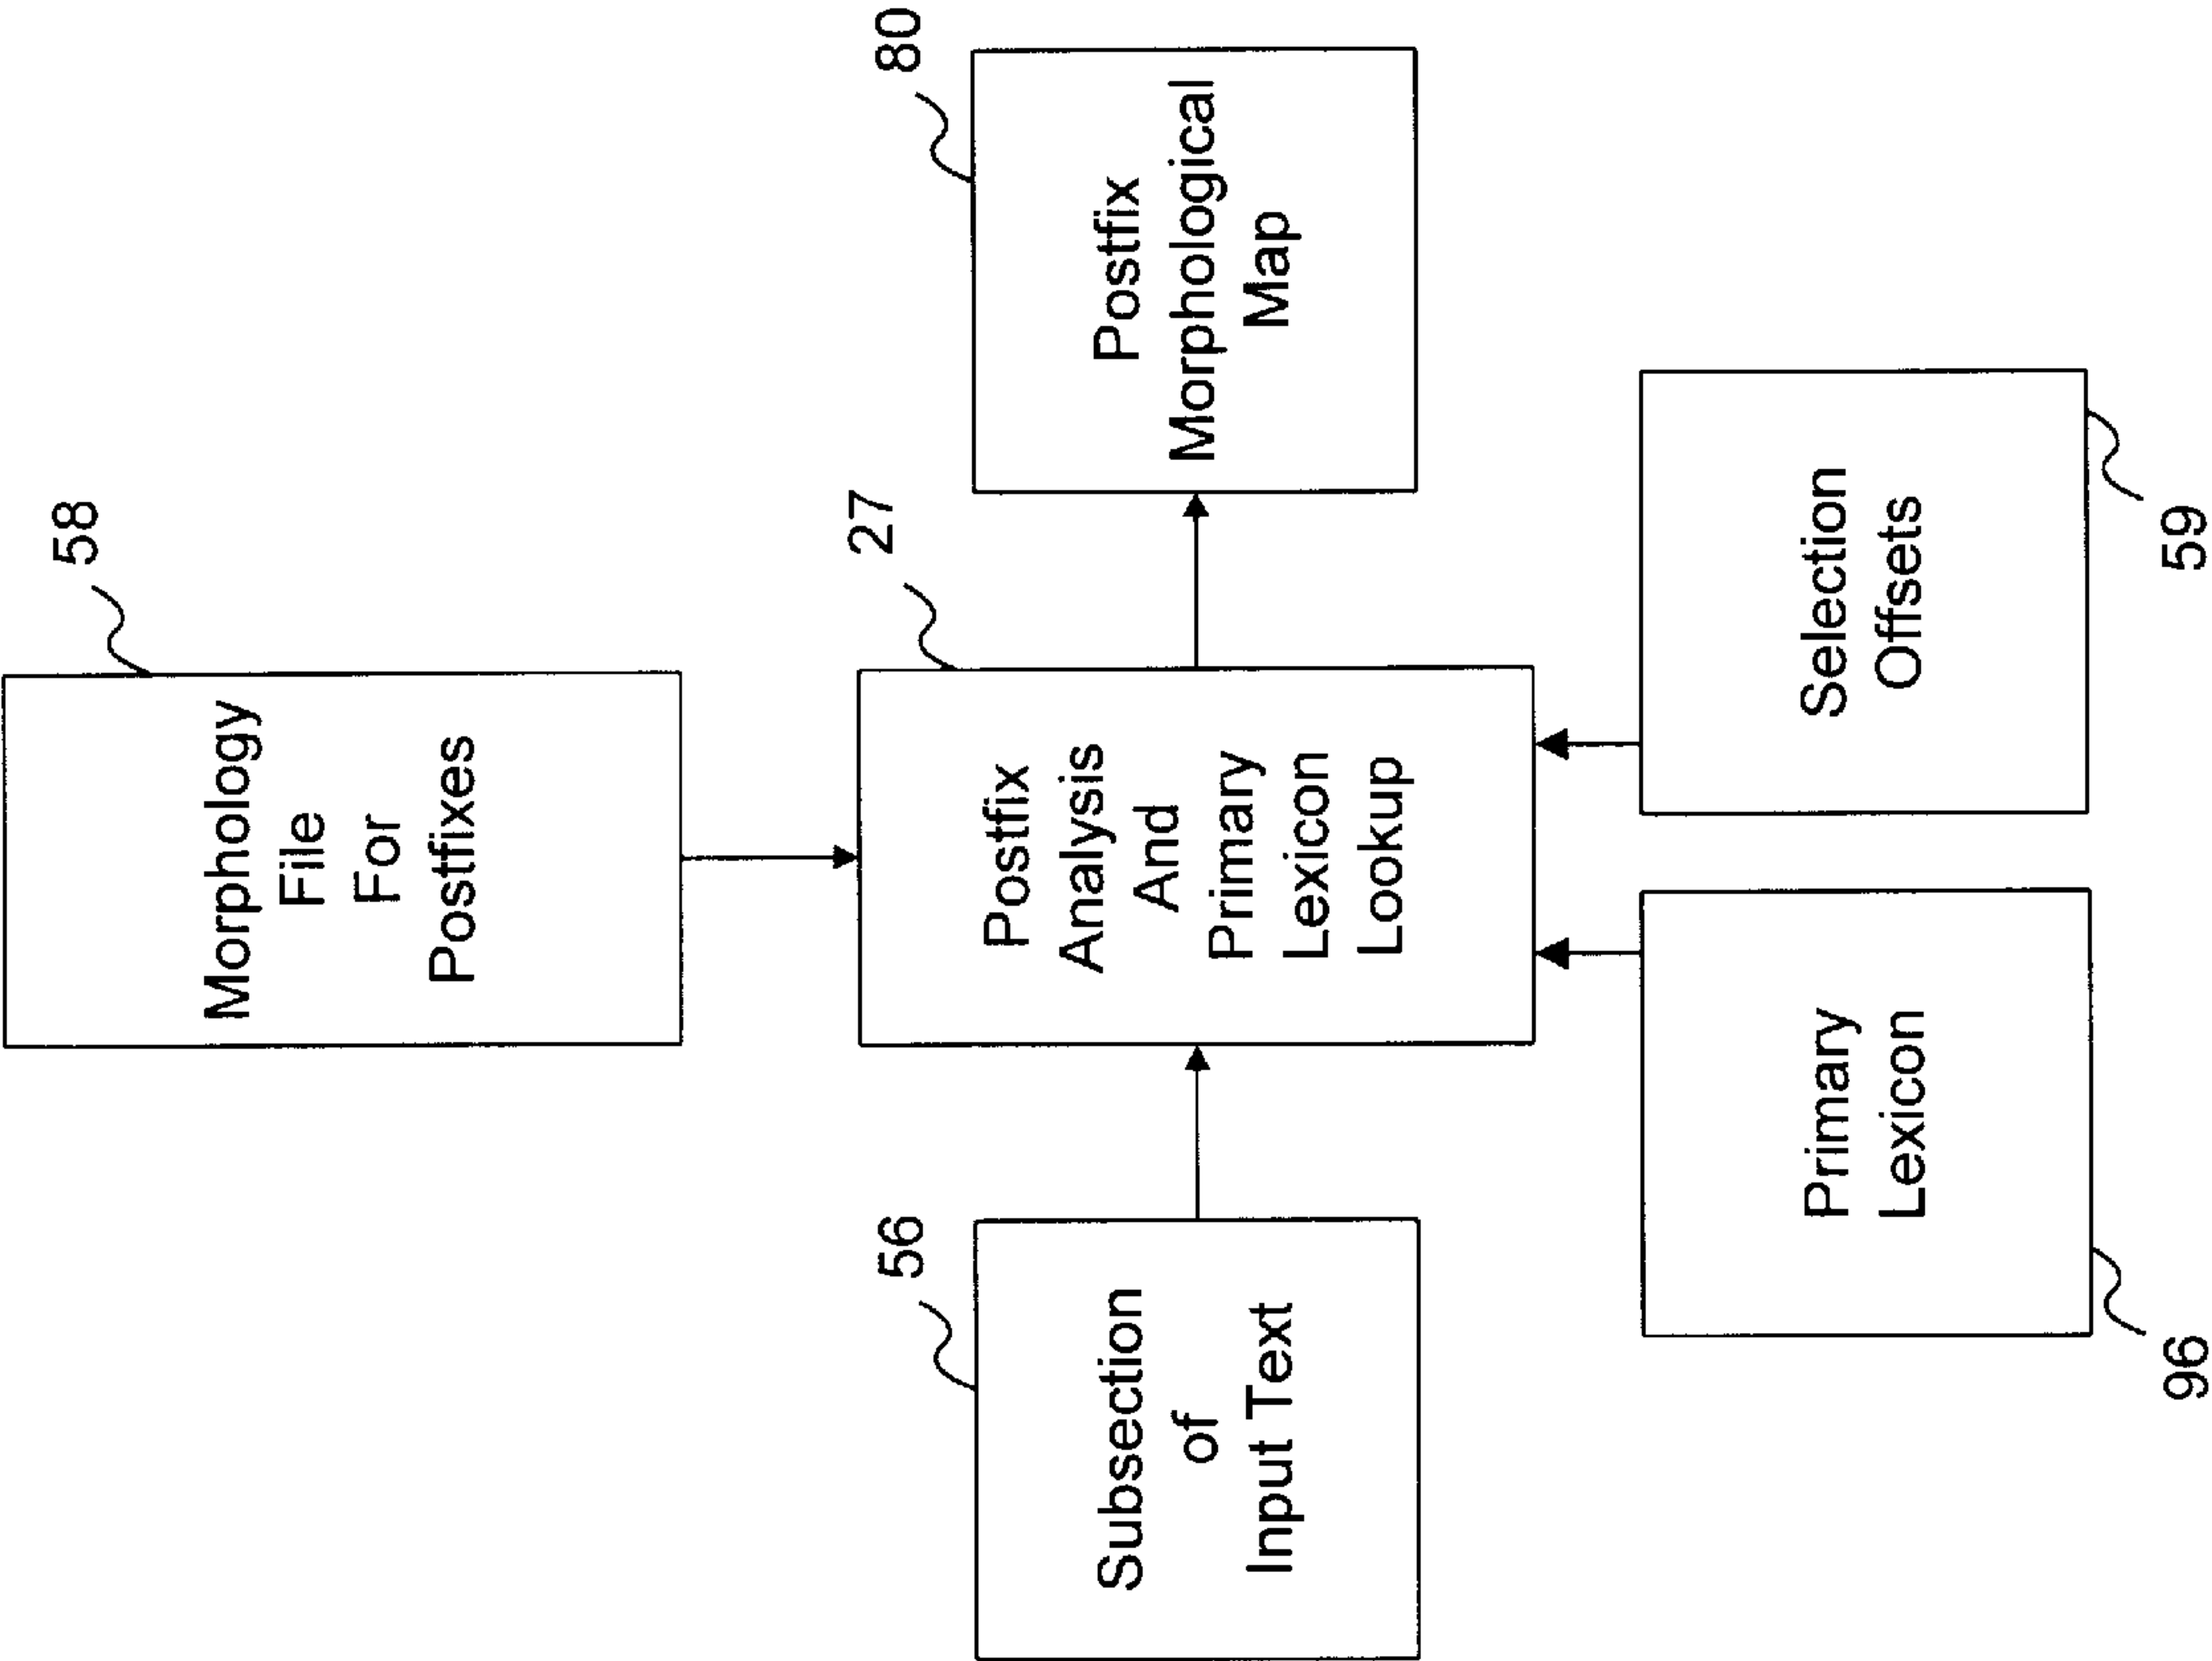 58
Morphology
File
For
Postfixes
56
Subsection
of
Input Text
27
Postfix
Analysis
And
Primary
Lexicon
Lookup
80
Postfix
Morphological
Map
Primary
Lexicon
96
Selection
Offsets
59